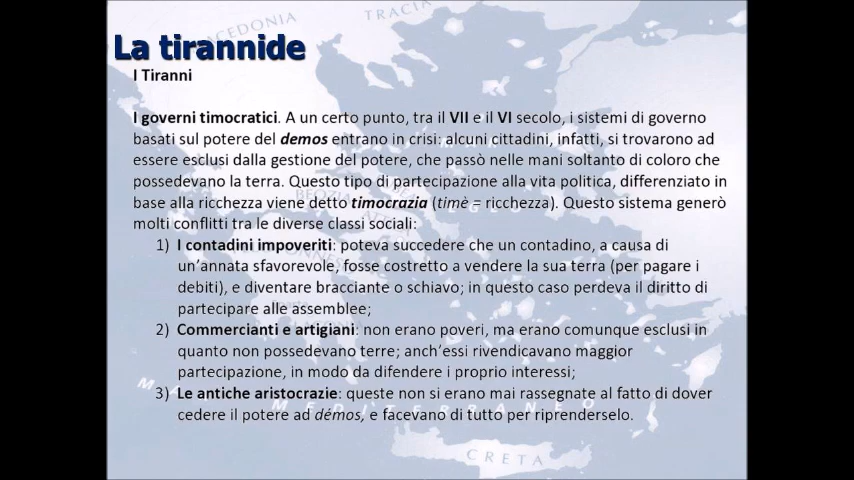 MACEDONIA
TRACIA
La tirannide
I Tiranni
I governi timocratici. A un certo punto, tra il VII e il VI secolo, i sistemi di governo
basati sul potere del demos entrano in crisi: alcuni cittadini, infatti, si trovarono ad
essere esclusi dalla gestione del potere, che passò nelle mani soltanto di coloro che
possedevano la terra. Questo tipo di partecipazione alla vita politica, differenziato in
base alla ricchezza viene detto timocrazia (timè = ricchezza). Questo sistema generò
molti conflitti tra le diverse classi sociali:
1) I contadini impoveriti: poteva succedere che un contadino, a causa di
un'annata sfavorevole, fosse costretto a vendere la sua terra (per pagare i
debiti), e diventare bracciante o schiavo; in questo caso perdeva il diritto di
partecipare alle assemblee;
2) Commercianti e artigiani: non erano poveri, ma erano comunque esclusi in
quanto non possedevano terre; anch'essi rivendicavano maggior
partecipazione, in modo da difendere i proprio interessi;
3) Le antiche aristocrazie: queste non si erano mai rassegnate al fatto di dover
cedere il potere ad démos, e facevano di tutto per riprenderselo.
MEDITERRANEO
CRETA